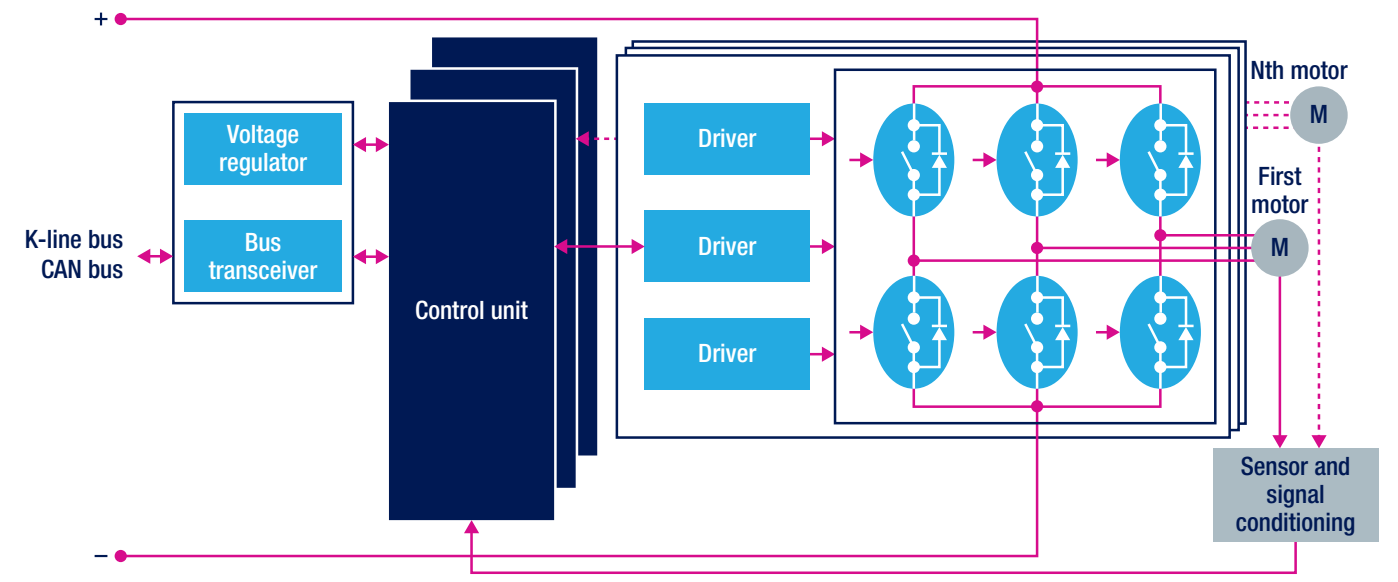 +
Voltage
regulator
K-line bus
CAN bus
Bus
transceiver
Control unit
Driver
Driver
Driver
Nth motor
M
First
motor
M
Sensor and
signal
conditioning
–